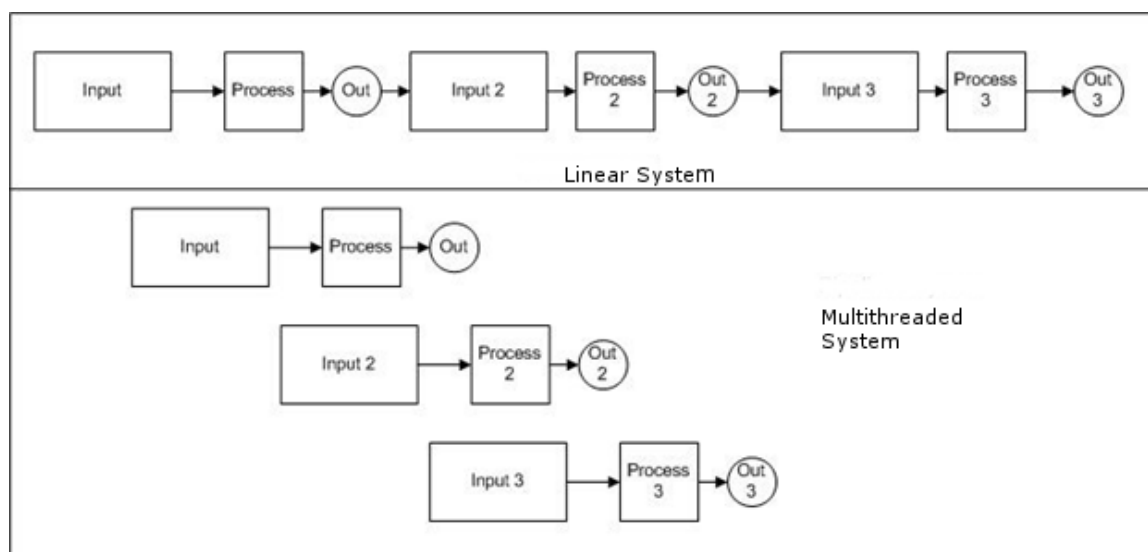 Input
Process
Out
Input 2
Process
2
Out
2
Input 3
Process
3
Out
3
Linear System
Input
Process
Out
Multithreaded
System
Input 2
Process
2
Out
2
Input 3
Process
3
Out
3